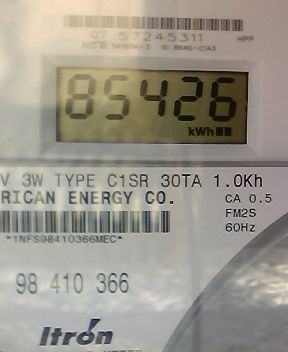 07 57245311
HPP
85426
kWh
V 3W TYPE C1SR 30TA 1.0Kh
RICAN ENERGY CO.
CA 0.5
FM2S
60Hz
*1NFS98410366MEC*
98 410 366
Itron